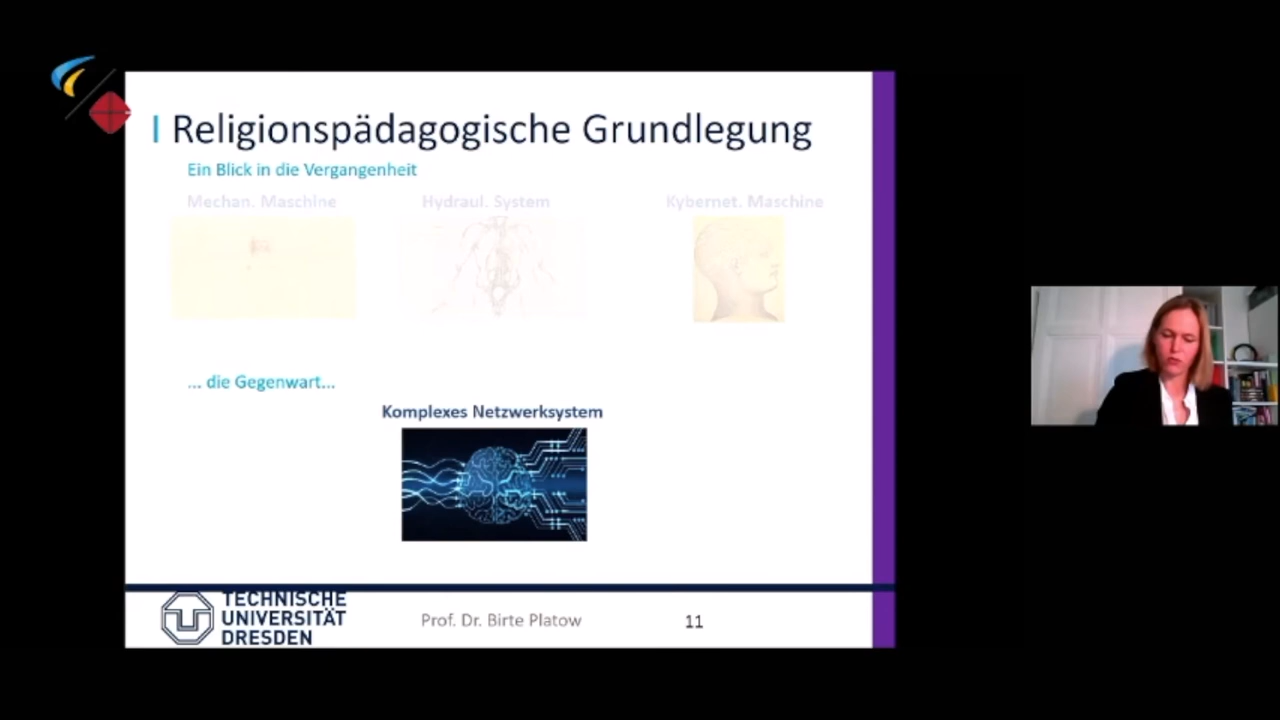 I Religionspädagogische Grundlegung
Ein Blick in die Vergangenheit
Mechan. Maschine
Hydraul. System
Kybernet. Maschine
... die Gegenwart...
Komplexes Netzwerksystem
TECHNISCHE
UNIVERSITÄT
DRESDEN
Prof. Dr. Birte Platow
11